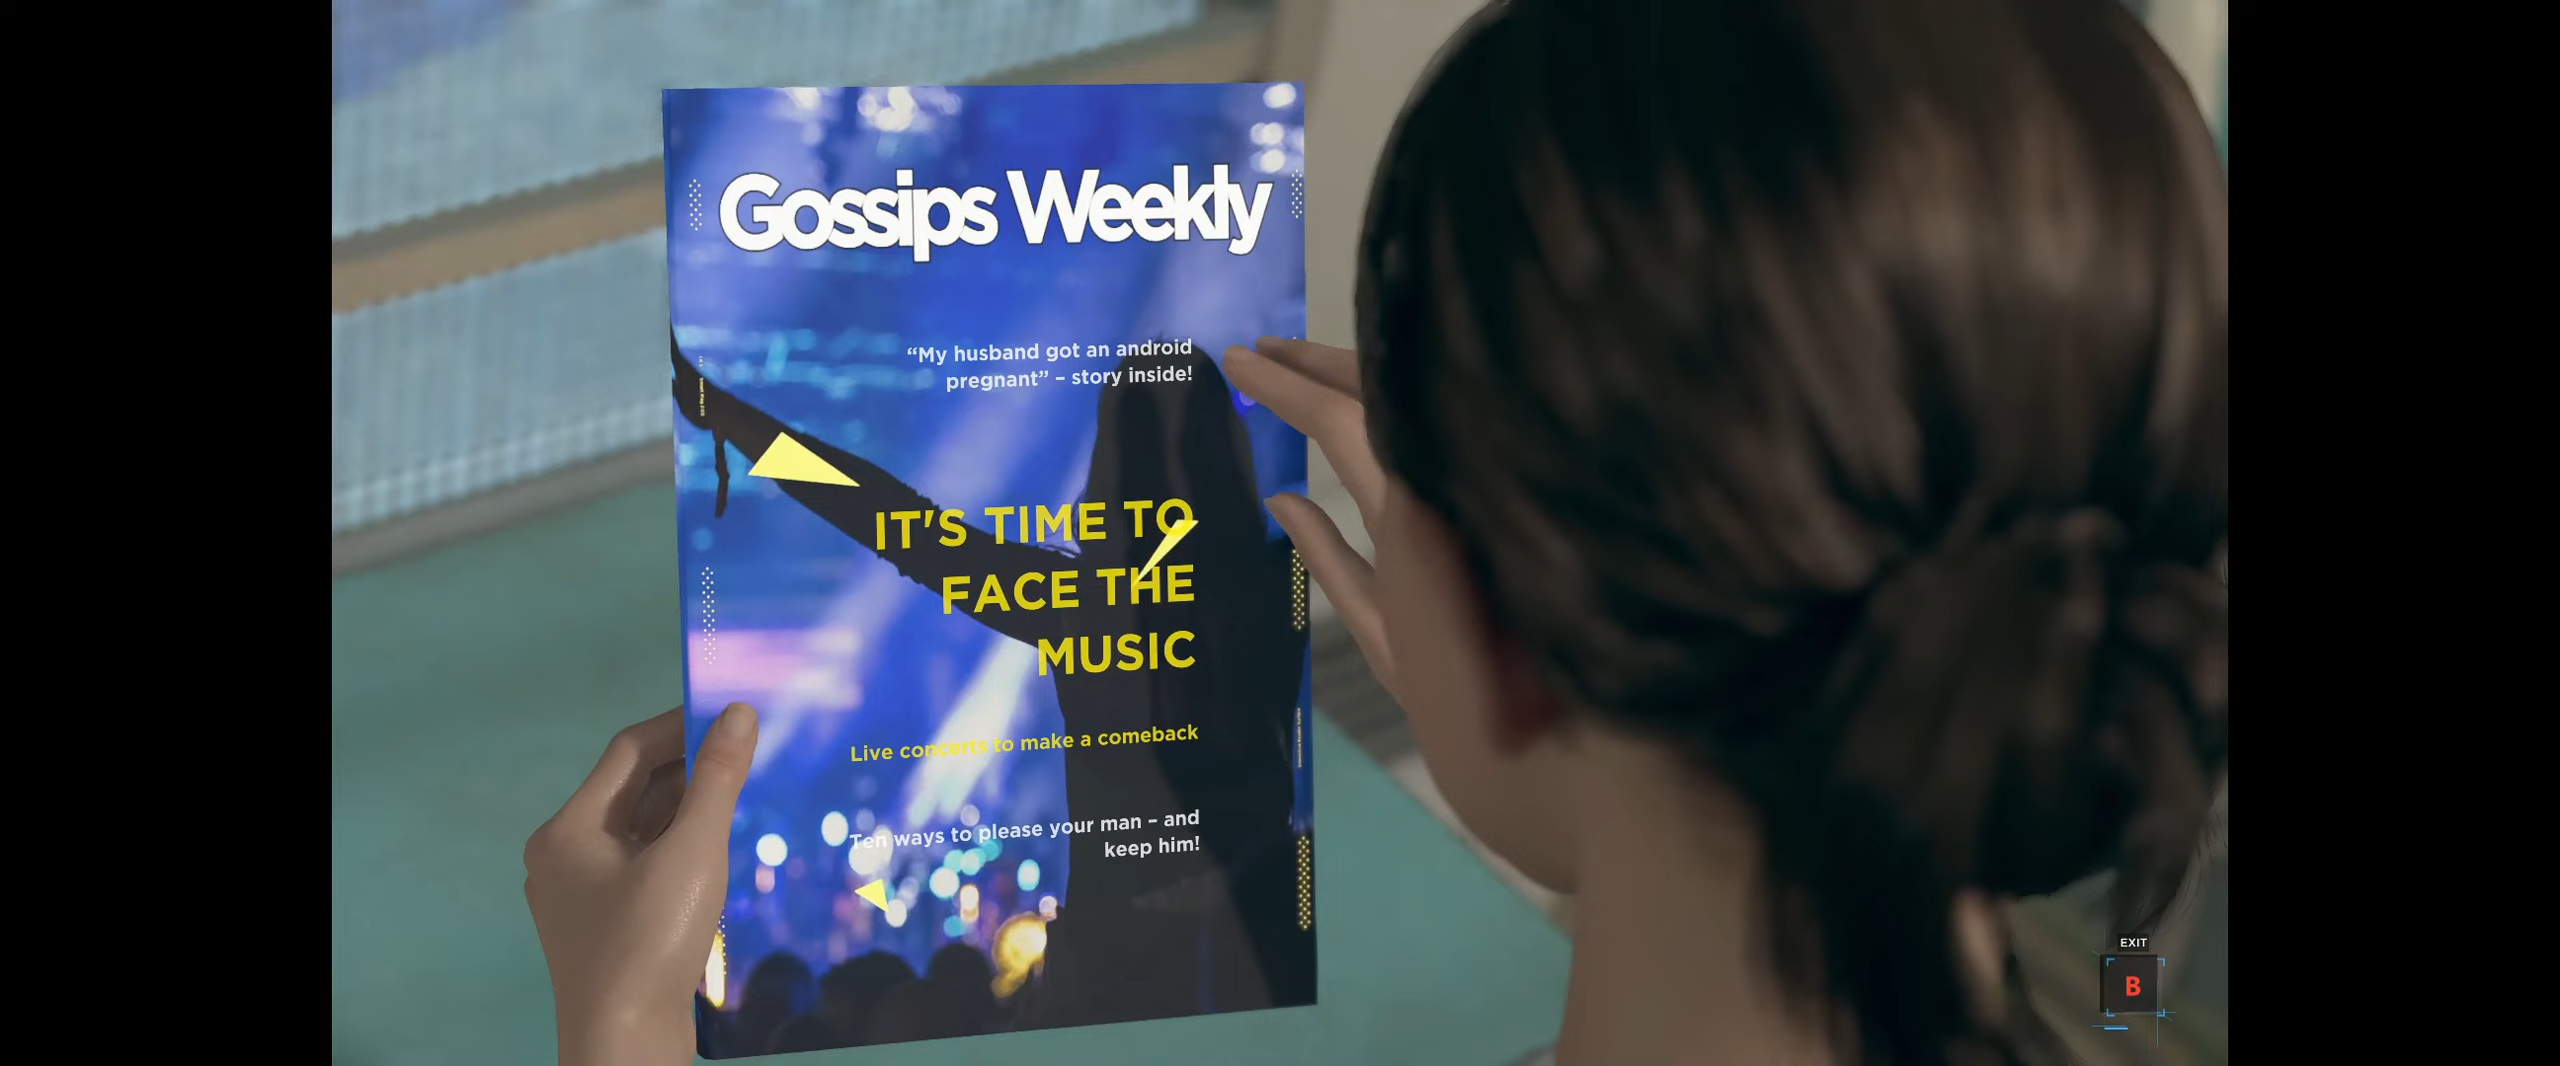 Gossips Weekly
“My husband got an android
pregnant” – story inside!
IT'S TIME TO
FACE THE
MUSIC
Live concerts to make a comeback
Ten ways to please your man – and
keep him!
EXIT
B